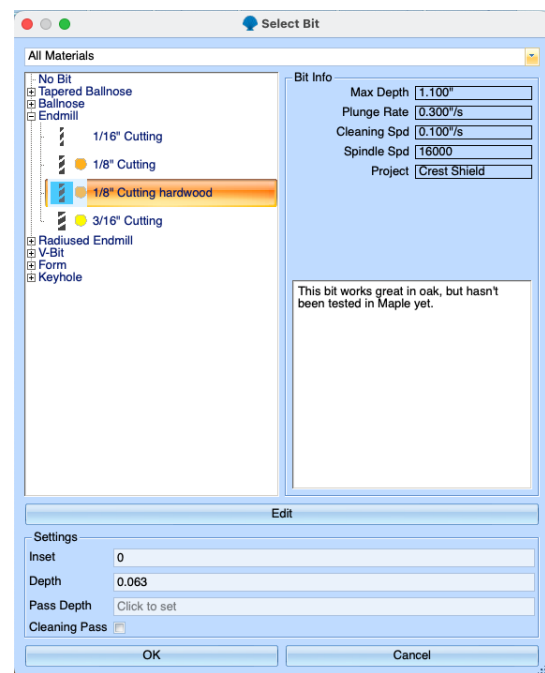 Select Bit
All Materials
No Bit
Tapered Ballnose
Ballnose
Endmill
1/16" Cutting
1/8" Cutting
1/8" Cutting hardwood
3/16" Cutting
Radiused Endmill
V-Bit
Form
Keyhole
Bit Info
Max Depth 1.100"
Plunge Rate 0.300"/s
Cleaning Spd 0.100"/s
Spindle Spd 16000
Project Crest Shield
This bit works great in oak, but hasn't
been tested in Maple yet.
Edit
Settings
Inset 0
Depth 0.063
Pass Depth Click to set
Cleaning Pass
OK Cancel